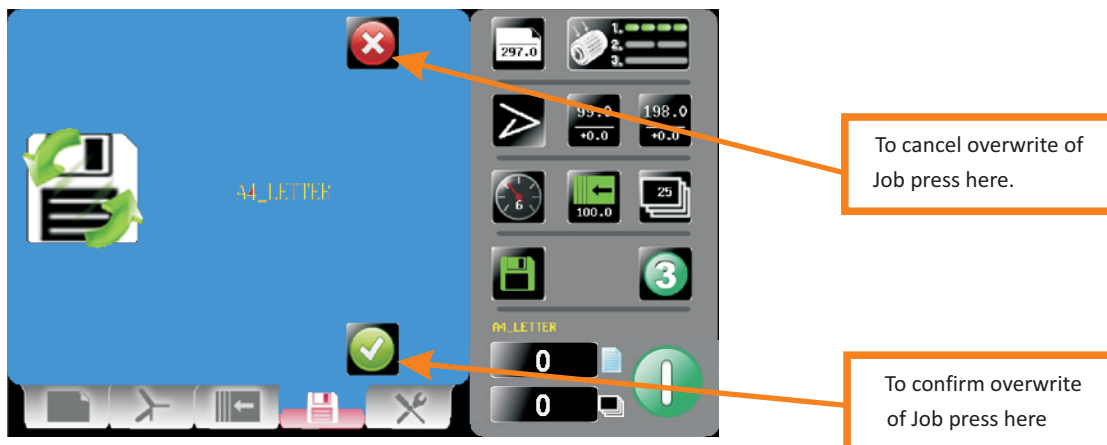 297.0
1.
2.
3.
99.0
+0.0
198.0
+0.0
6
100.0
25
3
A4_LETTER
A4_LETTER
0
0
To cancel overwrite of
Job press here.
To confirm overwrite
of Job press here